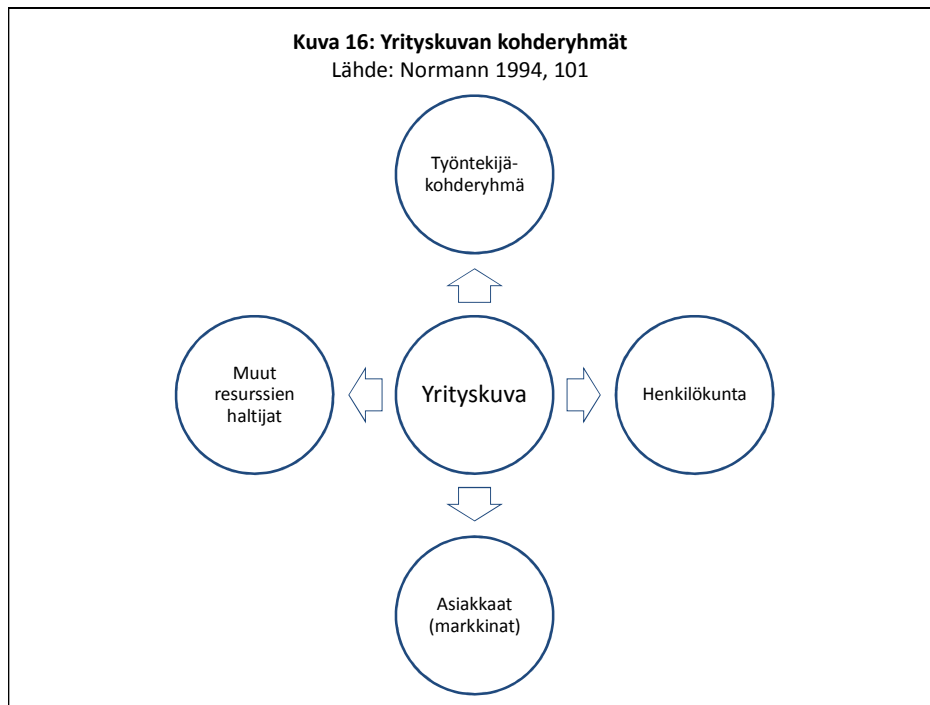 Kuva 16: Yrityskuvan kohderyhmät
Lähde: Normann 1994, 101
Työntekijä-
kohderyhmä
Muut
resurssien
haltijat
Yrityskuva
Henkilökunta
Asiakkaat
(markkinat)